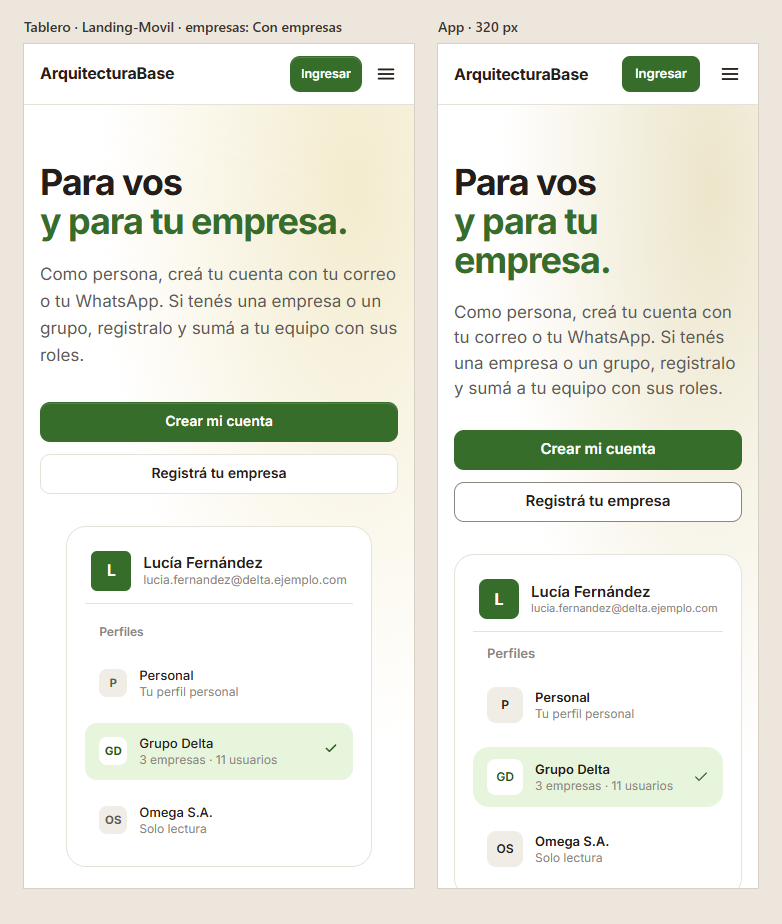 Tablero · Landing-Movil · empresas: Con empresas
ArquitecturaBase
Ingresar
Para vos
y para tu empresa.
Como persona, creá tu cuenta con tu correo
o tu WhatsApp. Si tenés una empresa o un
grupo, registralo y sumá a tu equipo con sus
roles.
Crear mi cuenta
Registrá tu empresa
L
Lucía Fernández
lucia.fernandez@delta.ejemplo.com
Perfiles
P
Personal
Tu perfil personal
GD
Grupo Delta
3 empresas · 11 usuarios
OS
Omega S.A.
Solo lectura
App · 320 px
ArquitecturaBase
Ingresar
Para vos
y para tu
empresa.
Como persona, creá tu cuenta con
tu correo o tu WhatsApp. Si tenés
una empresa o un grupo, registralo
y sumá a tu equipo con sus roles.
Crear mi cuenta
Registrá tu empresa
L
Lucía Fernández
lucia.fernandez@delta.ejemplo.com
Perfiles
P
Personal
Tu perfil personal
GD
Grupo Delta
3 empresas · 11 usuarios
OS
Omega S.A.
Solo lectura